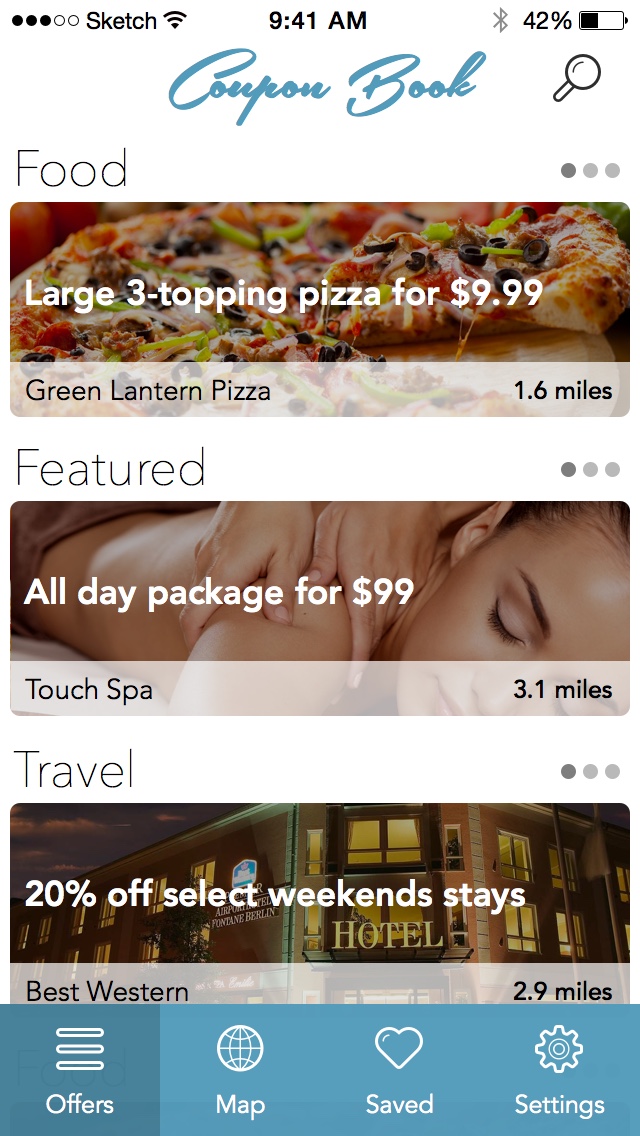 Sketch 9:41 AM 42%
Coupon Book
Food
Large 3-topping pizza for $9.99
Green Lantern Pizza 1.6 miles
Featured
All day package for $99
Touch Spa 3.1 miles
Travel
20% off select weekends stays
AIRPORTHOTEL
FONTANE BERLIN
HOTEL
Best Western 2.9 miles
Food
Offers Map Saved Settings